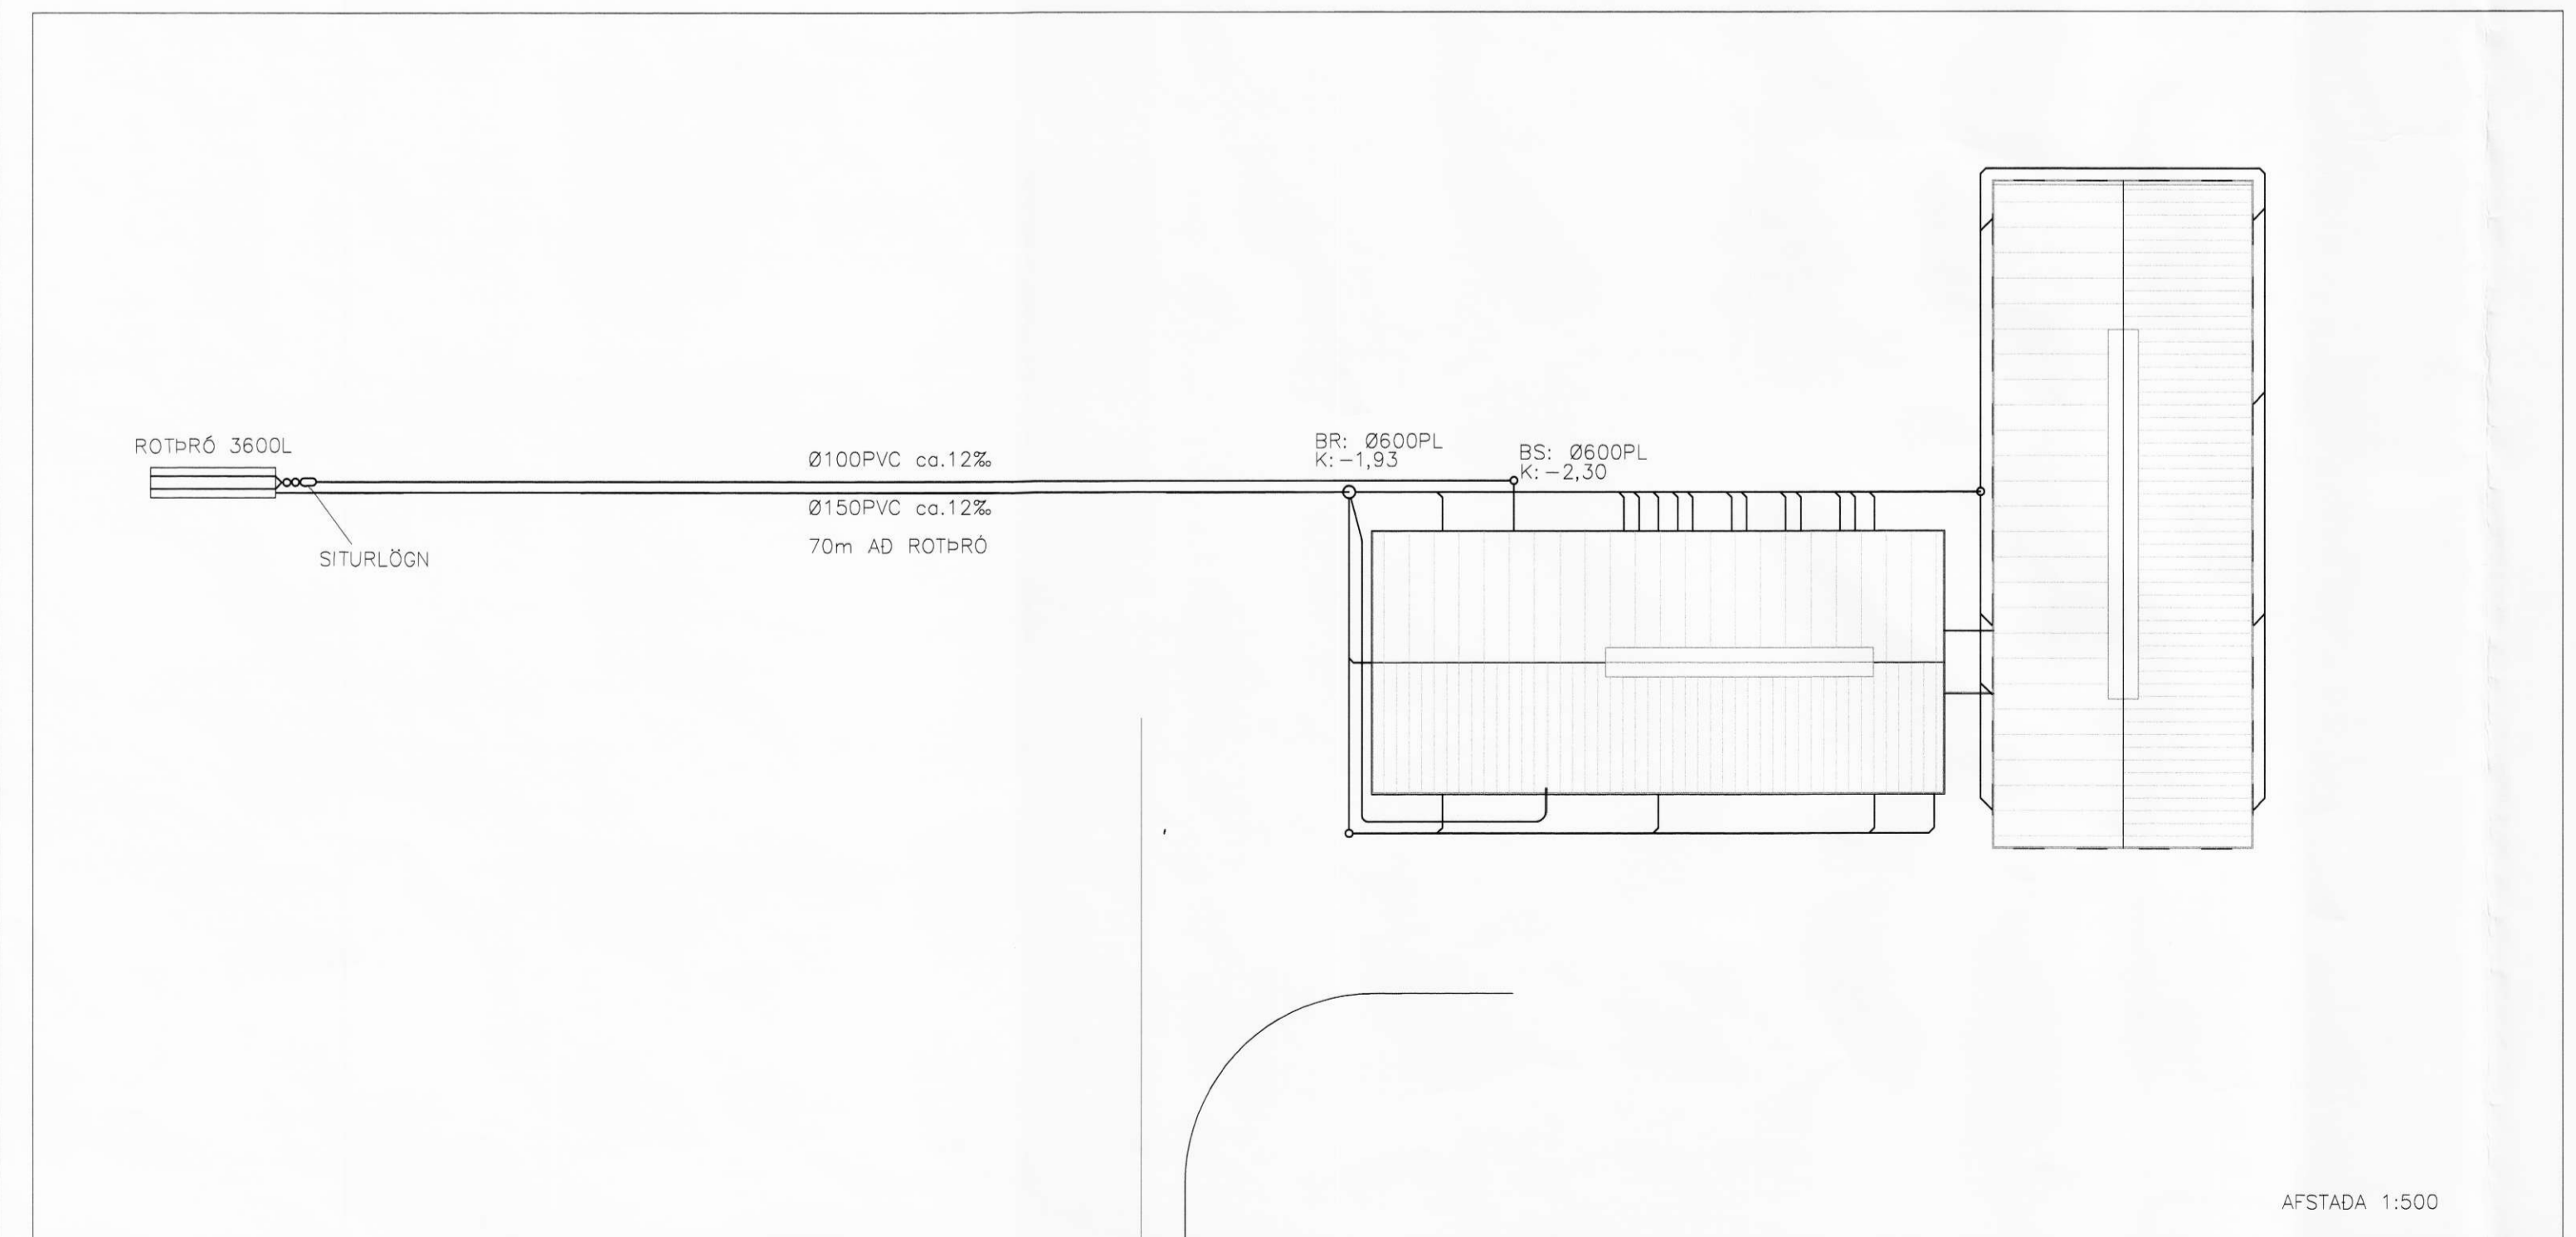 ROTÞRÓ 3600L
SITURLÖGN
Ø100PVC ca.12‰
Ø150PVC ca.12‰
70m AÐ ROTÞRÓ
BR: Ø600PL
K:-1,93
BS: Ø600PL
K:-2,30
AFSTAÐA 1:500